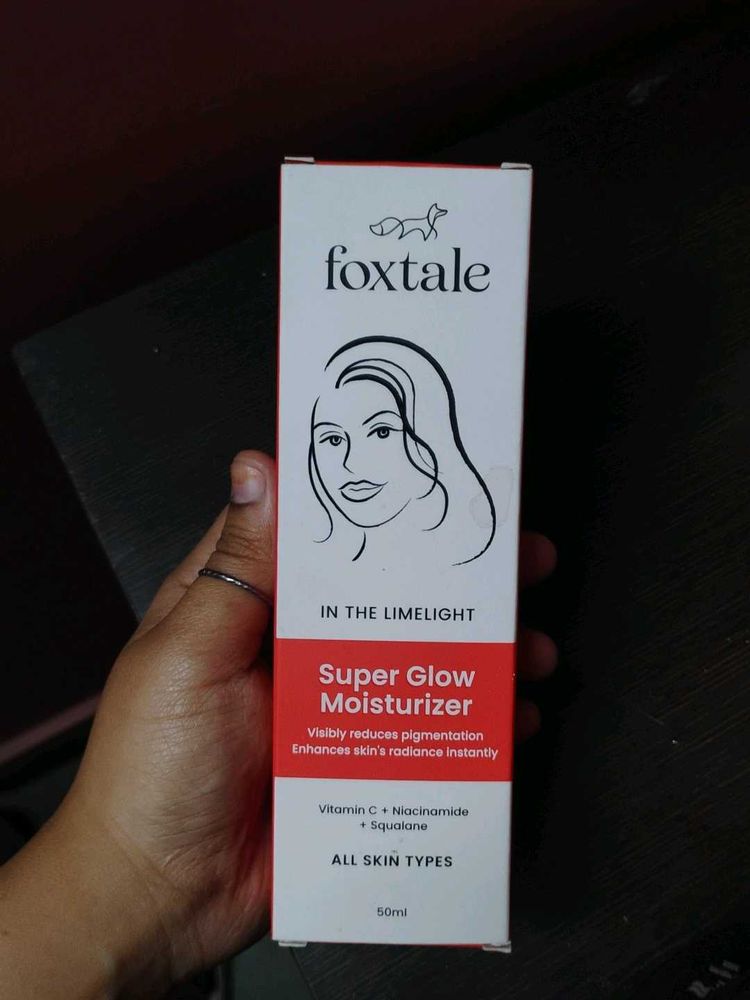 foxtale
IN THE LIMELIGHT
Super Glow
Moisturizer
Visibly reduces pigmentation
Enhances skin's radiance instantly
Vitamin C + Niacinamide
+ Squalane
ALL SKIN TYPES
50ml